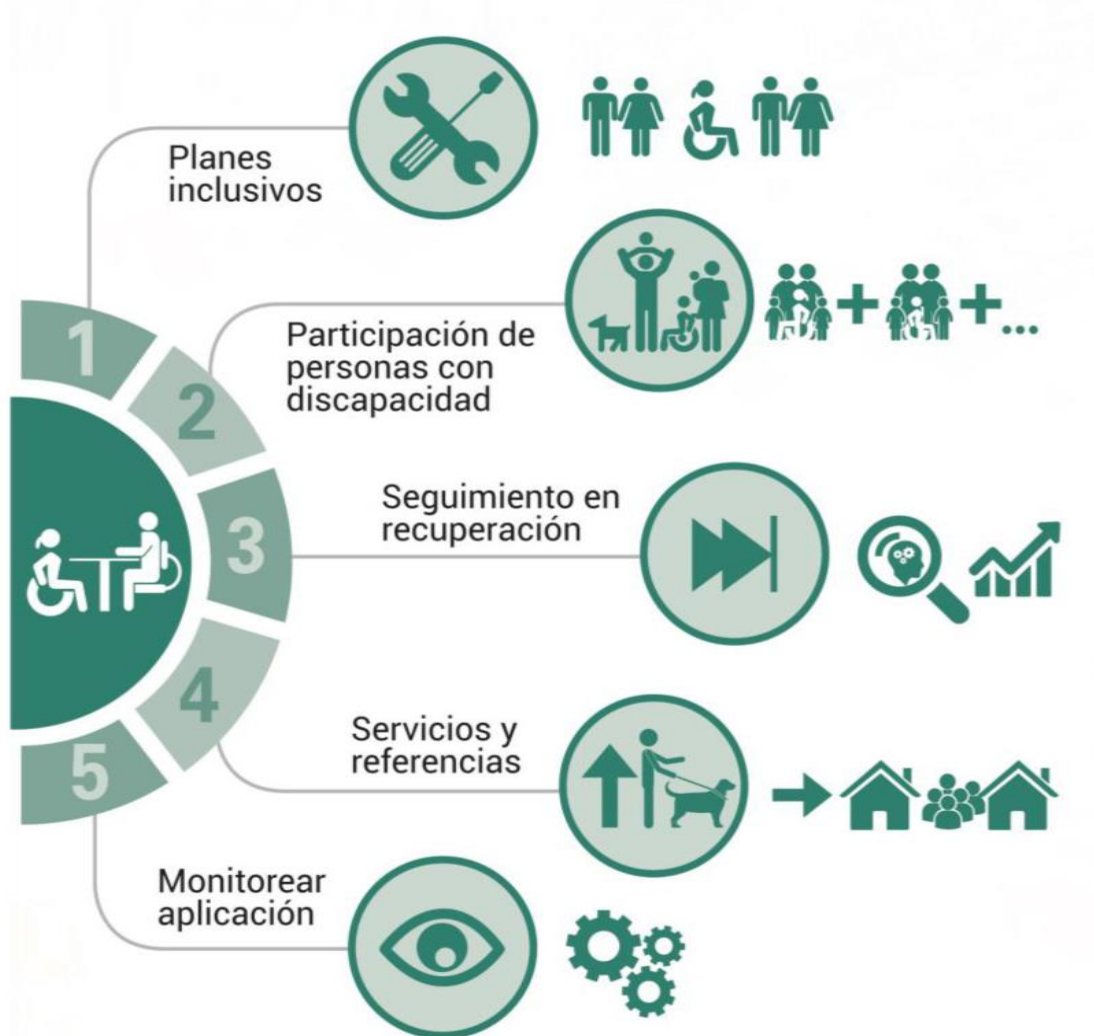 1
Planes
inclusivos
2
Participación de
personas con
discapacidad
+ + ...
3
Seguimiento en
recuperación
4
Servicios y
referencias
5
Monitorear
aplicación